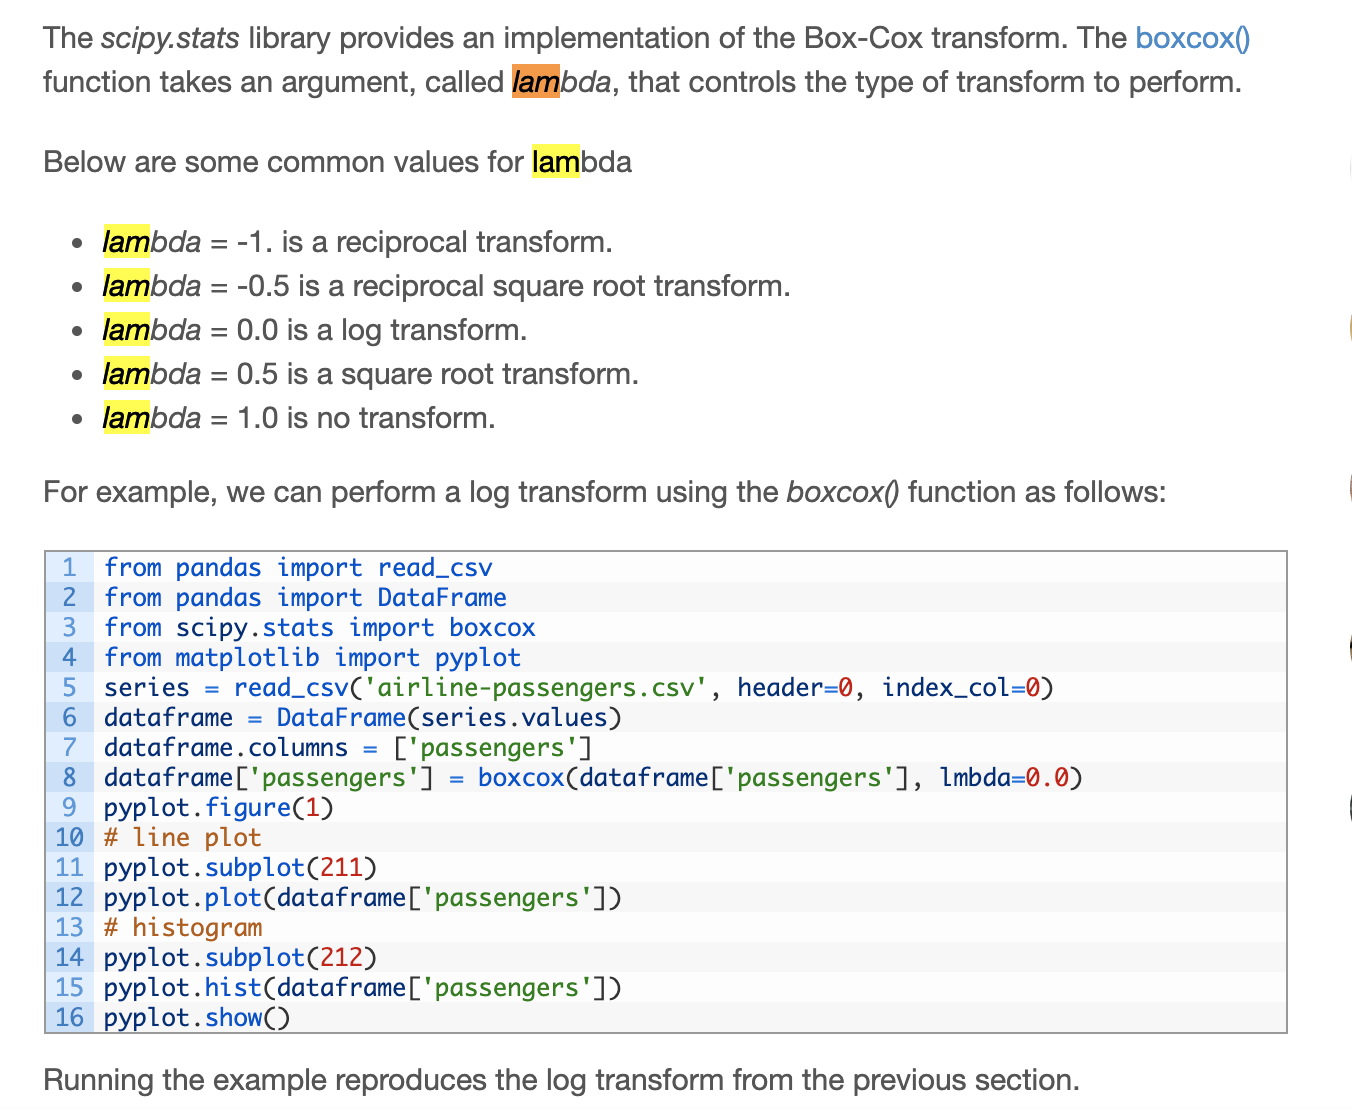 The scipy.stats library provides an implementation of the Box-Cox transform. The boxcox()
function takes an argument, called lambda, that controls the type of transform to perform.
Below are some common values for lambda
• lambda = -1. is a reciprocal transform.
• lambda = -0.5 is a reciprocal square root transform.
• lambda = 0.0 is a log transform.
• lambda = 0.5 is a square root transform.
• lambda = 1.0 is no transform.
For example, we can perform a log transform using the boxcox() function as follows:
1 from pandas import read_csv
2 from pandas import DataFrame
3 from scipy.stats import boxcox
4 from matplotlib import pyplot
5 series = read_csv('airline-passengers.csv', header=0, index_col=0)
6 dataframe = DataFrame(series.values)
7 dataframe.columns = ['passengers']
8 dataframe['passengers'] = boxcox(dataframe['passengers'], lmbda=0.0)
9 pyplot.figure(1)
10 # line plot
11 pyplot.subplot(211)
12 pyplot.plot(dataframe['passengers'])
13 # histogram
14 pyplot.subplot(212)
15 pyplot.hist(dataframe['passengers'])
16 pyplot.show()
Running the example reproduces the log transform from the previous section.